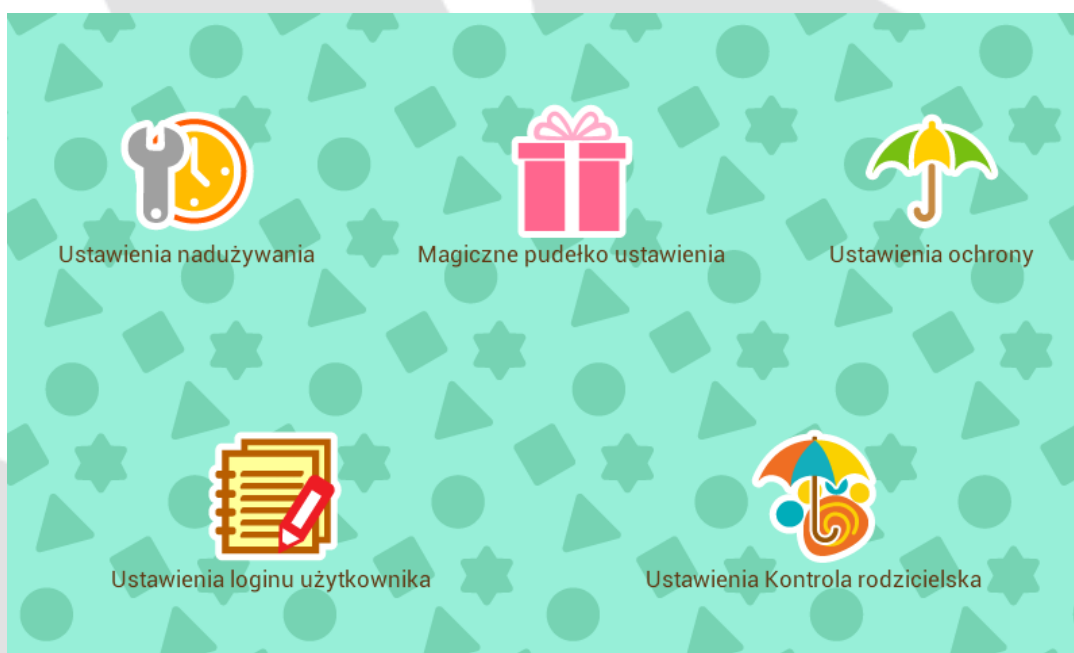 Ustawienia nadużywania
Magiczne pudełko ustawienia
Ustawienia ochrony
Ustawienia loginu użytkownika
Ustawienia Kontrola rodzicielska